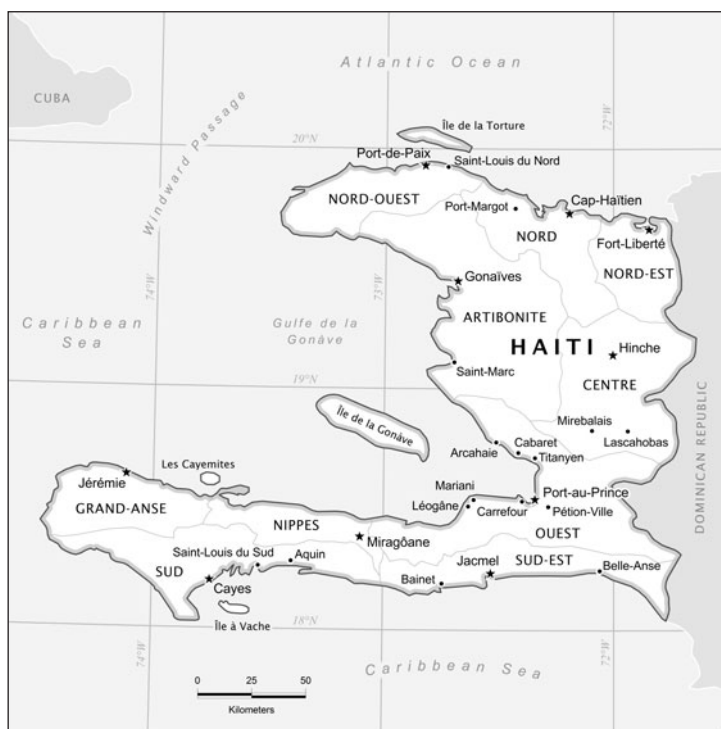 Atlantic Ocean
CUBA
Windward Passage
Île de la Torture
20°N
72°W
Port-de-Paix
Saint-Louis du Nord
NORD-OUEST
Port-Margot
Cap-Haïtien
NORD
Fort-Liberté
NORD-EST
74°W
73°W
Gonaïves
ARTIBONITE
Caribbean
Sea
Gulfe de la
Gonâve
HAITI
Hinche
Saint-Marc
19°N
CENTRE
Île de la Gonâve
Mirebalais
Lascahobas
DOMINICAN REPUBLIC
Arcahaie
Cabaret
Titanyen
Les Cayemites
Jérémie
Mariani
Port-au-Prince
Léogâne
Carrefour
Pétion-Ville
GRAND-ANSE
NIPPES
Miragôane
OUEST
Saint-Louis du Sud
Aquin
Jacmel
SUD-EST
Belle-Anse
SUD
Cayes
Bainet
Île à Vache
18°N
74°W
72°W
Caribbean Sea
0 25 50
Kilometers